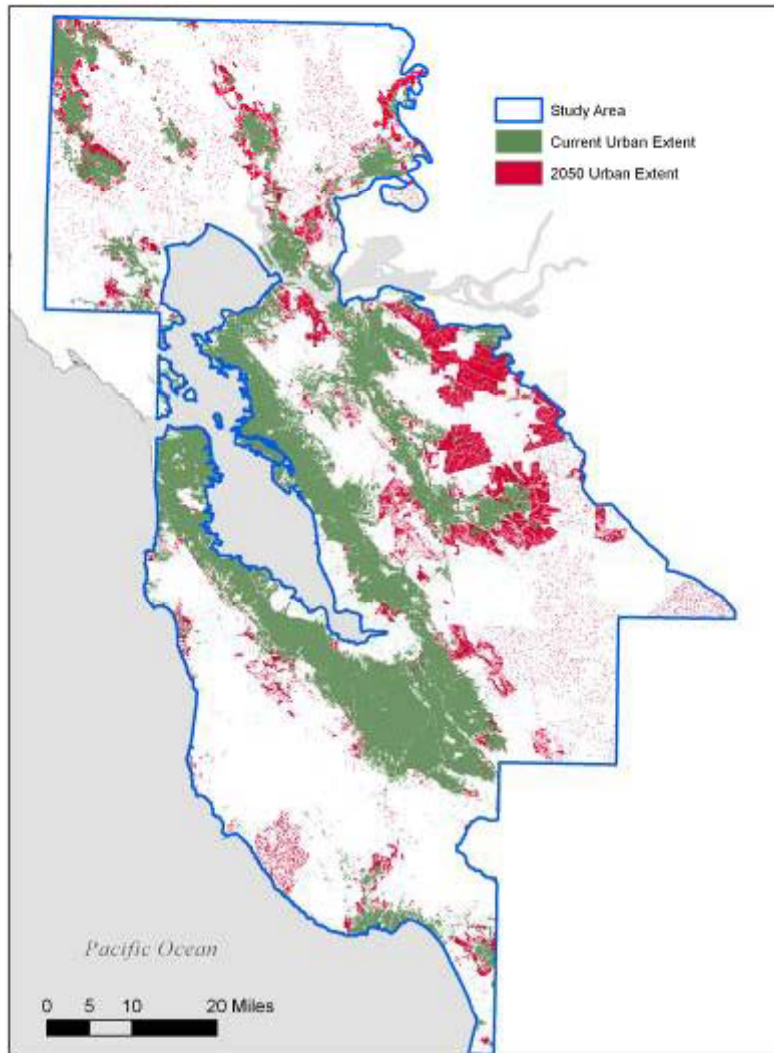 Study Area
Current Urban Extent
2050 Urban Extent
Pacific Ocean
0 5 10 20 Miles